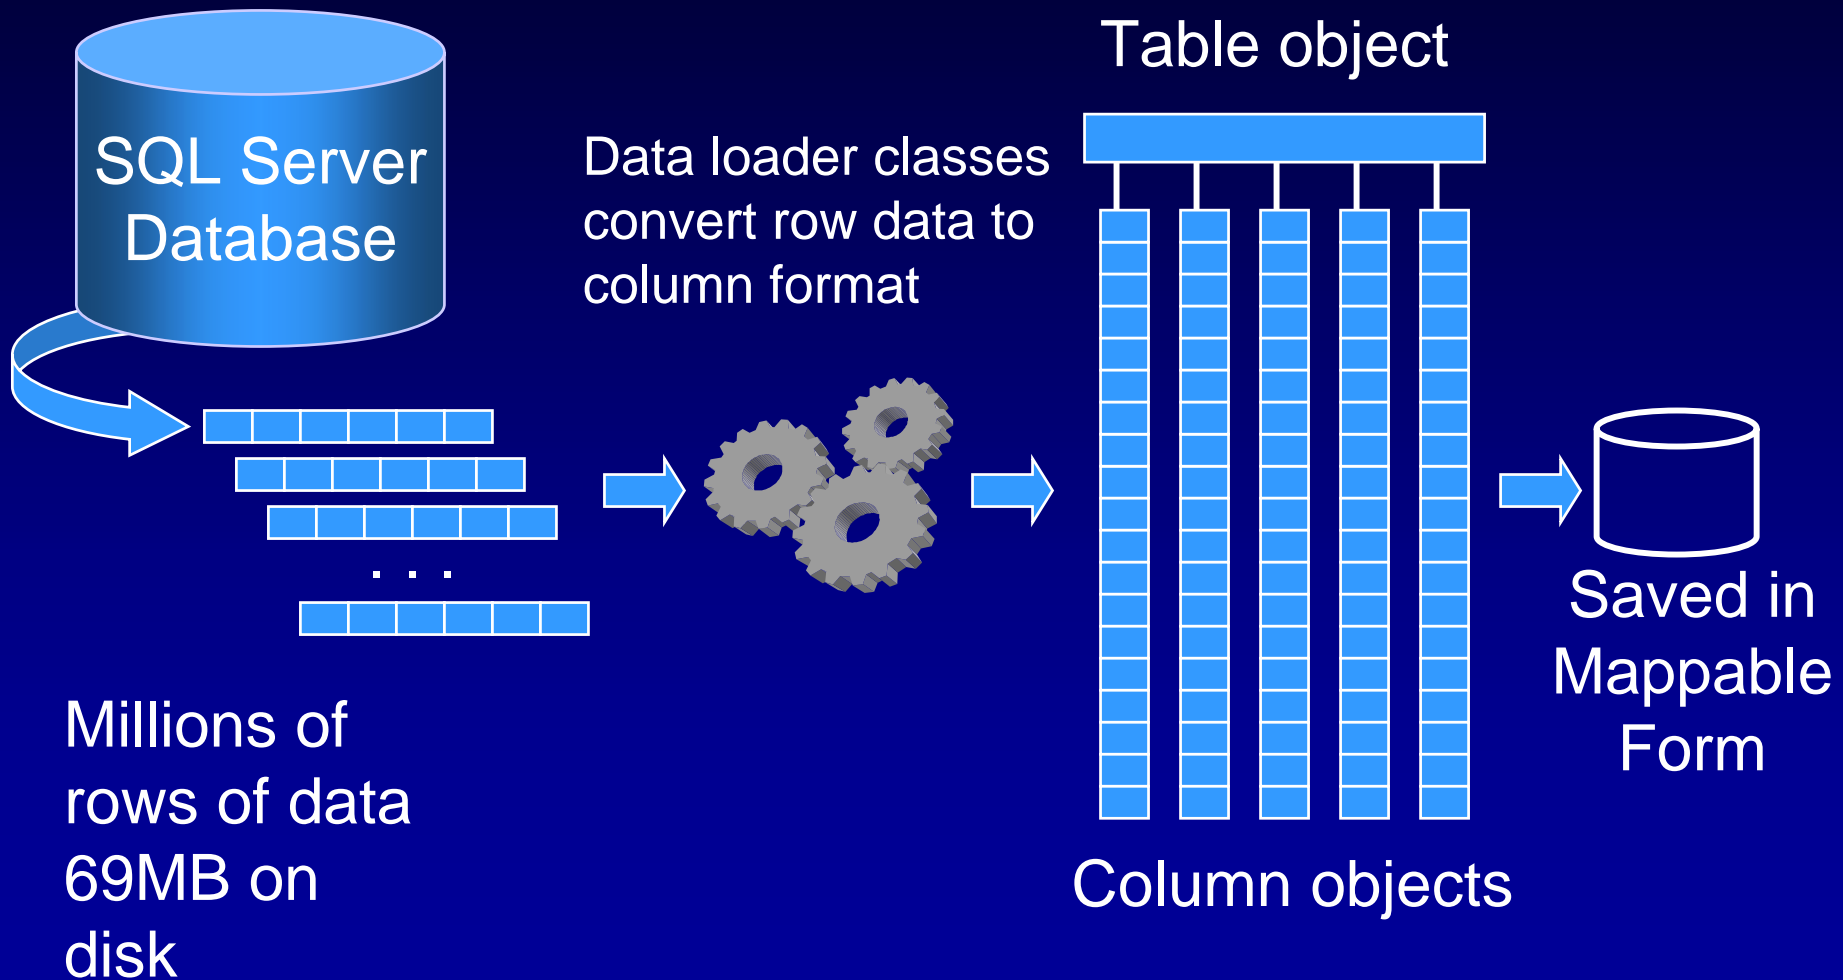 SQL Server
Database
Data loader classes
convert row data to
column format
Table object
. . .
Millions of
rows of data
69MB on
disk
Column objects
Saved in
Mappable
Form